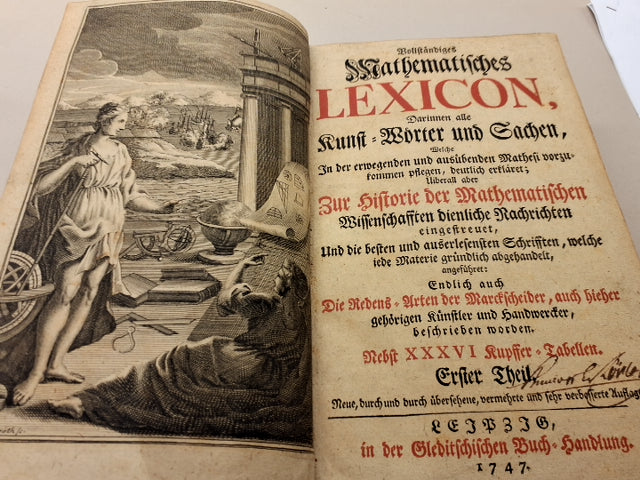 Vollständiges
Mathematisches
LEXICON,
Darinnen alle
Kunst-Wörter und Sachen,
Welche
In der erwegenden und ausübenden Mathesi vorzu-
kommen pflegen, deutlich erkläret;
Uberall aber
Zur Historie der Mathematischen
Wissenschafften dienliche Nachrichten
eingestreuet,
Und die besten und auserlesensten Schrifften, welche
jede Materie gründlich abgehandelt,
angeführet:
Endlich auch
Die Redens-Arten der Marckscheider, auch hieher
gehörigen Künstler und Handwercker,
beschrieben worden.
Nebst XXXVI Kupffer-Tabellen.
Erster Theil
Neue, durch und durch übersehene, vermehrte und sehr verbesserte Auflage
LEIPZIG,
in der Gleditschischen Buch-Handlung.
1747.